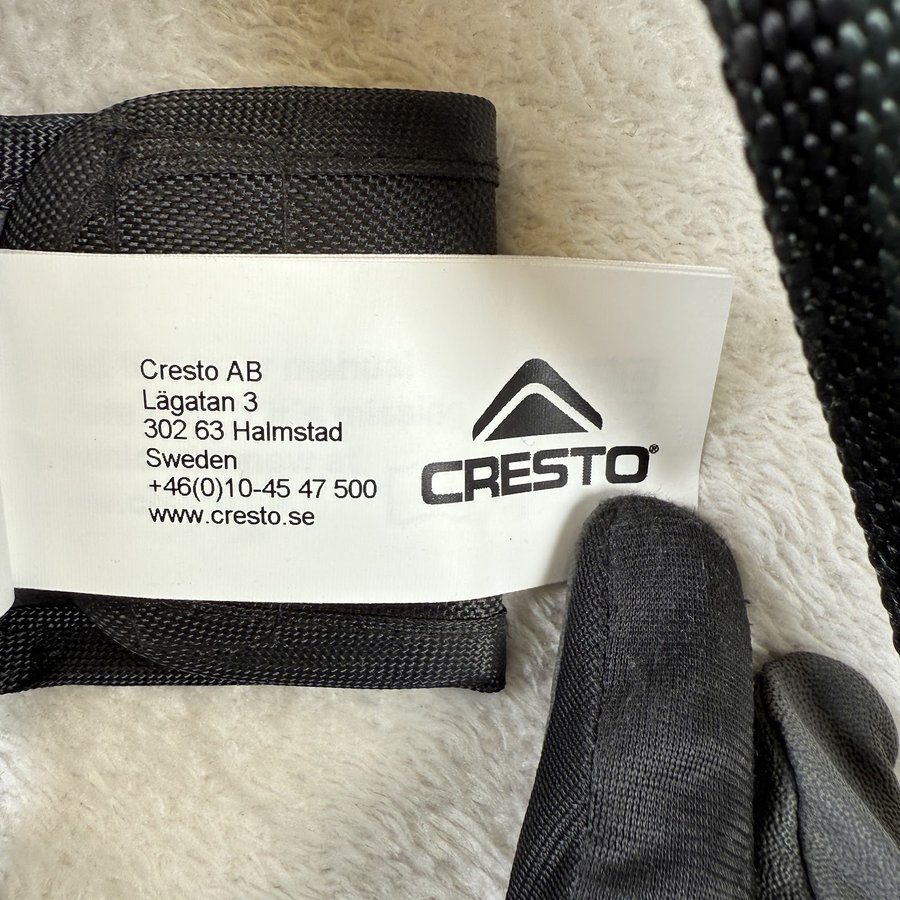 Cresto AB
Lägatan 3
302 63 Halmstad
Sweden
+46(0)10-45 47 500
www.cresto.se
CRESTO®